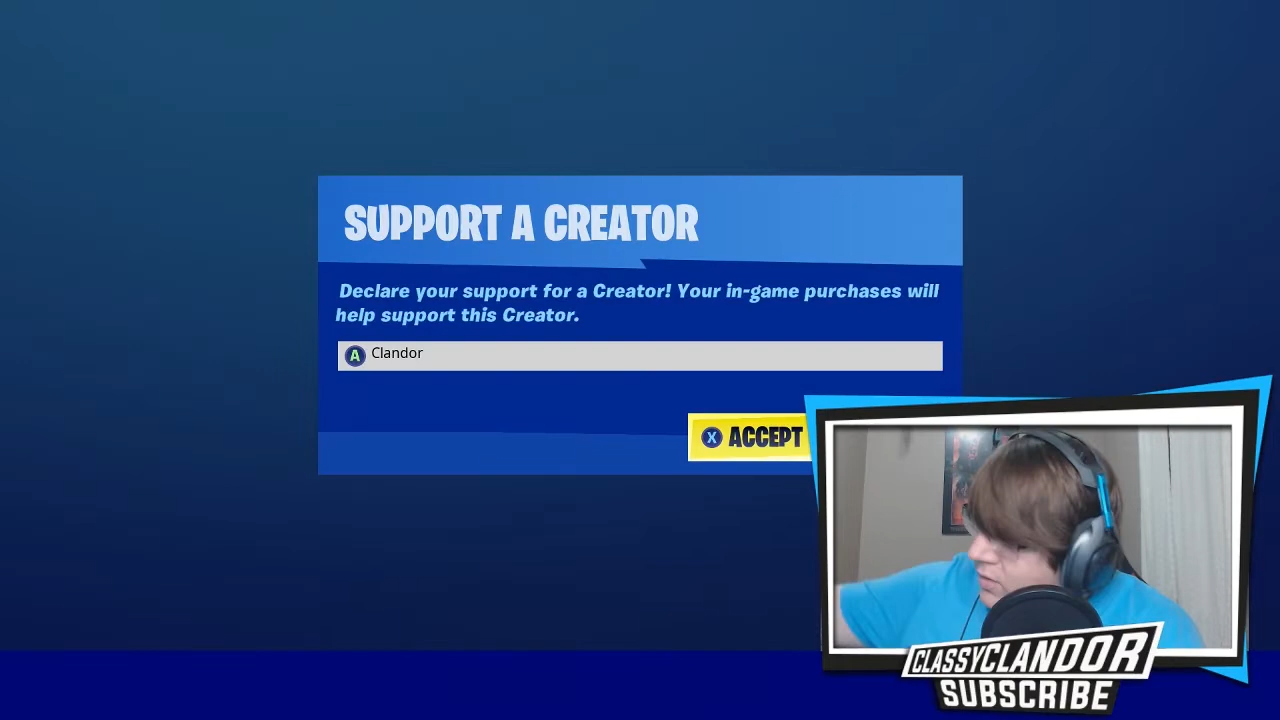 SUPPORT A CREATOR
Declare your support for a Creator! Your in-game purchases will
help support this Creator.
A Clandor
X ACCEPT
CLASSYCLANDOR
SUBSCRIBE